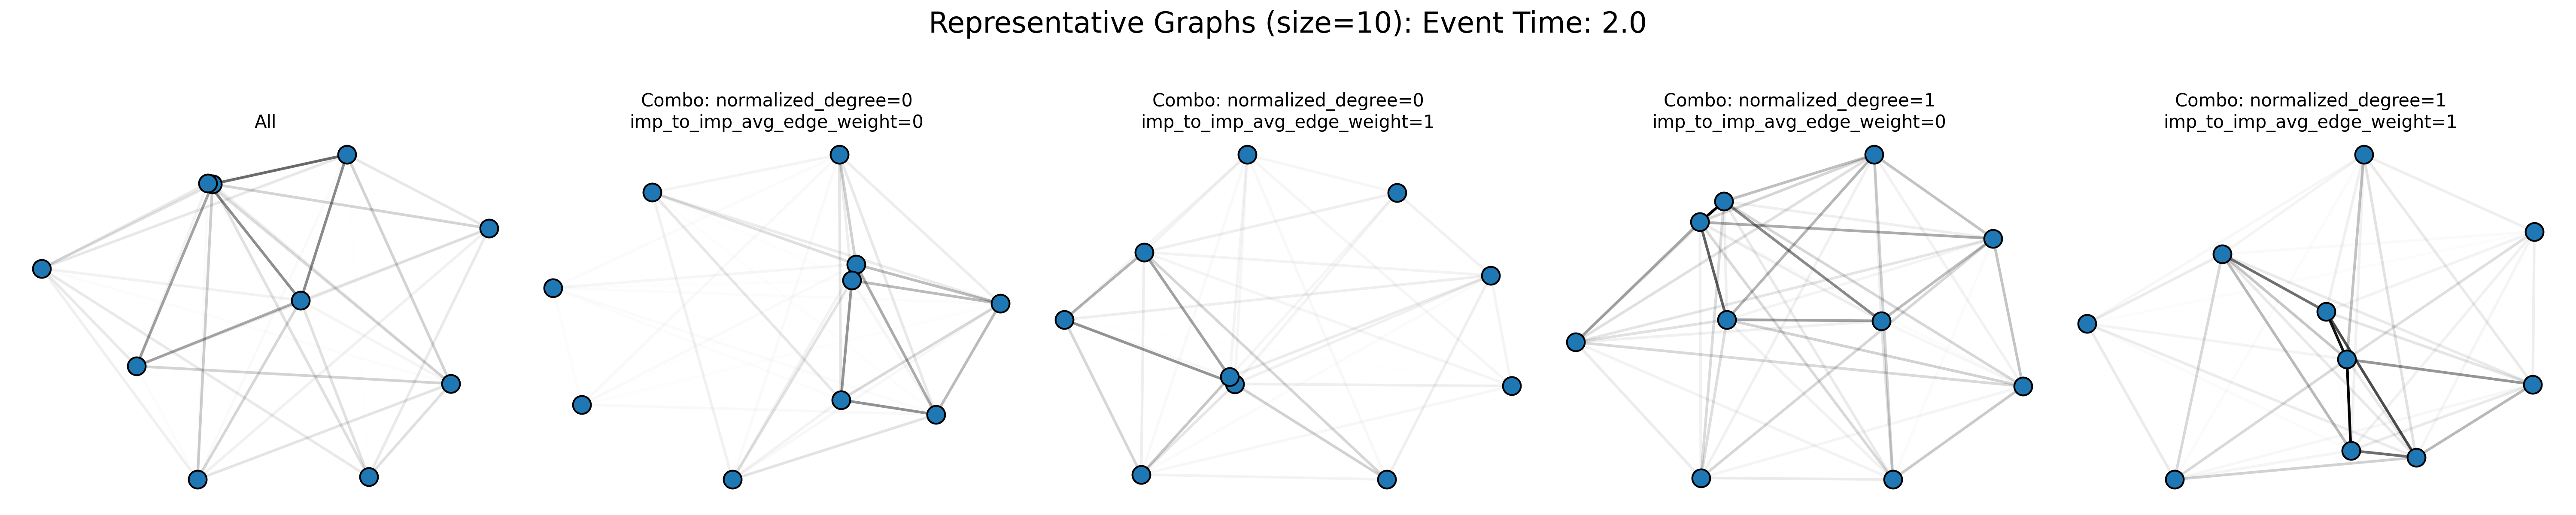 Representative Graphs (size=10): Event Time: 2.0
All
Combo: normalized_degree=0
imp_to_imp_avg_edge_weight=0
Combo: normalized_degree=0
imp_to_imp_avg_edge_weight=1
Combo: normalized_degree=1
imp_to_imp_avg_edge_weight=0
Combo: normalized_degree=1
imp_to_imp_avg_edge_weight=1